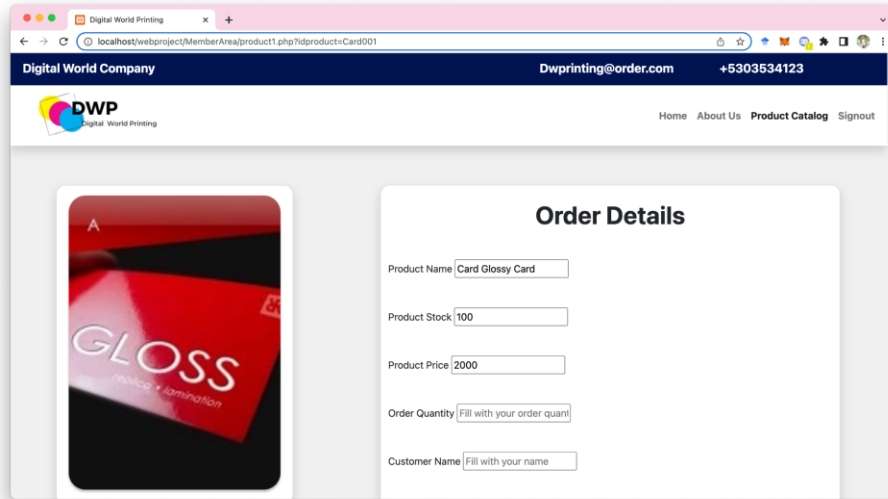 Digital World Printing
localhost/webproject/MemberArea/product1.php?idproduct=Card001
Digital World Company Dwprinting@order.com +5303534123
DWP
Digital World Printing
Home About Us Product Catalog Signout
A
GLOSS
replica + lamination
Order Details
Product Name Card Glossy Card
Product Stock 100
Product Price 2000
Order Quantity Fill with your order quant
Customer Name Fill with your name